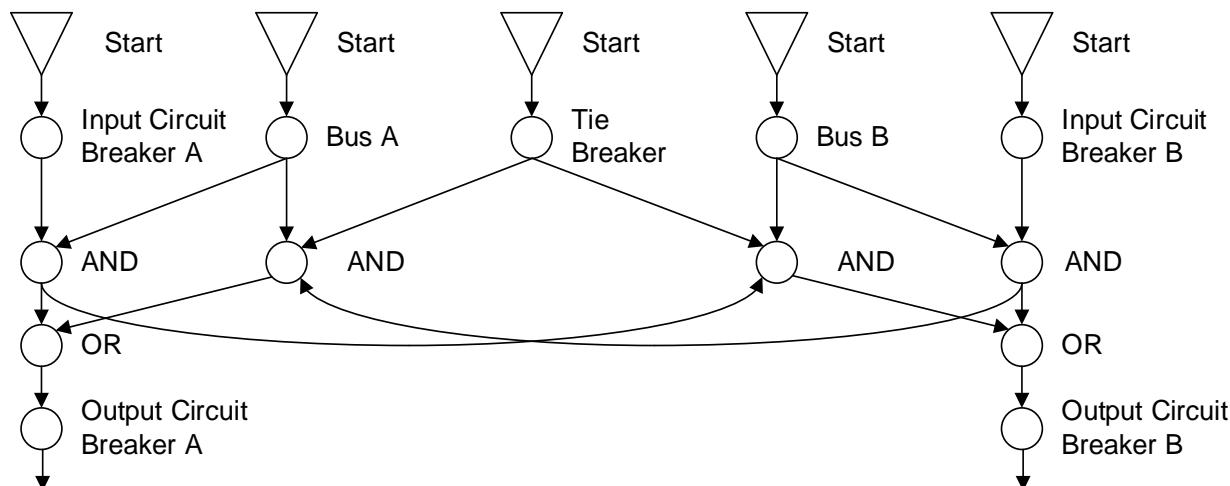 Start
Start
Start
Start
Start
Input Circuit
Breaker A
Bus A
Tie
Breaker
Bus B
Input Circuit
Breaker B
AND
AND
AND
AND
OR
OR
Output Circuit
Breaker A
Output Circuit
Breaker B